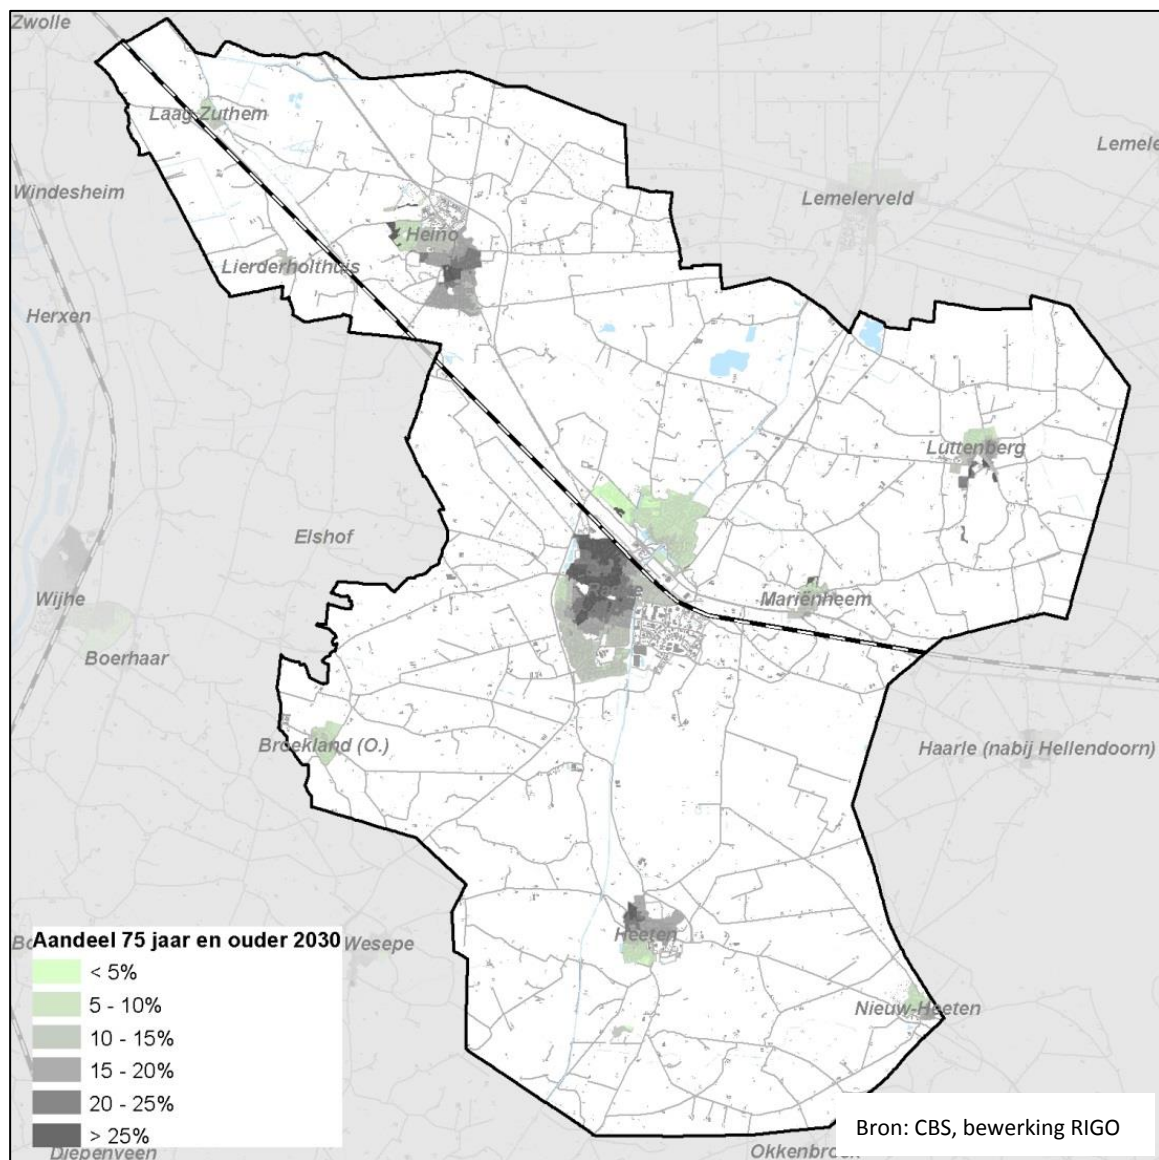 Zwolle
Laag Zuthem
Windesheim
Lemelerveld
Heino
Lierderholthuis
Herxen
Luttenberg
Elshof
Wijhe
Mariënheem
Boerhaar
Broekland (O.)
Haarle (nabij Hellendoorn)
Wesepe
Heeten
Nieuw-Heeten
Aandeel 75 jaar en ouder 2030
< 5%
5 - 10%
10 - 15%
15 - 20%
20 - 25%
> 25%
Bron: CBS, bewerking RIGO
Diepenveen